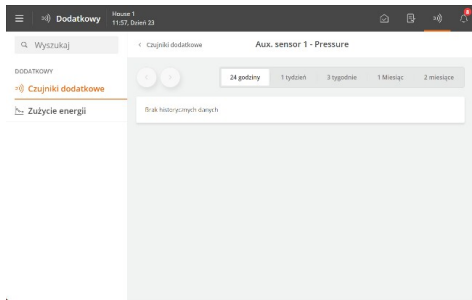 Dodatkowy
House 1
11:57, Dzień 23
8
Wyszukaj
DODATKOWY
Czujniki dodatkowe
Zużycie energii
< Czujniki dodatkowe
Aux. sensor 1 - Pressure
24 godziny 1 tydzień 3 tygodnie 1 Miesiąc 2 miesiące
Brak historycznych danych